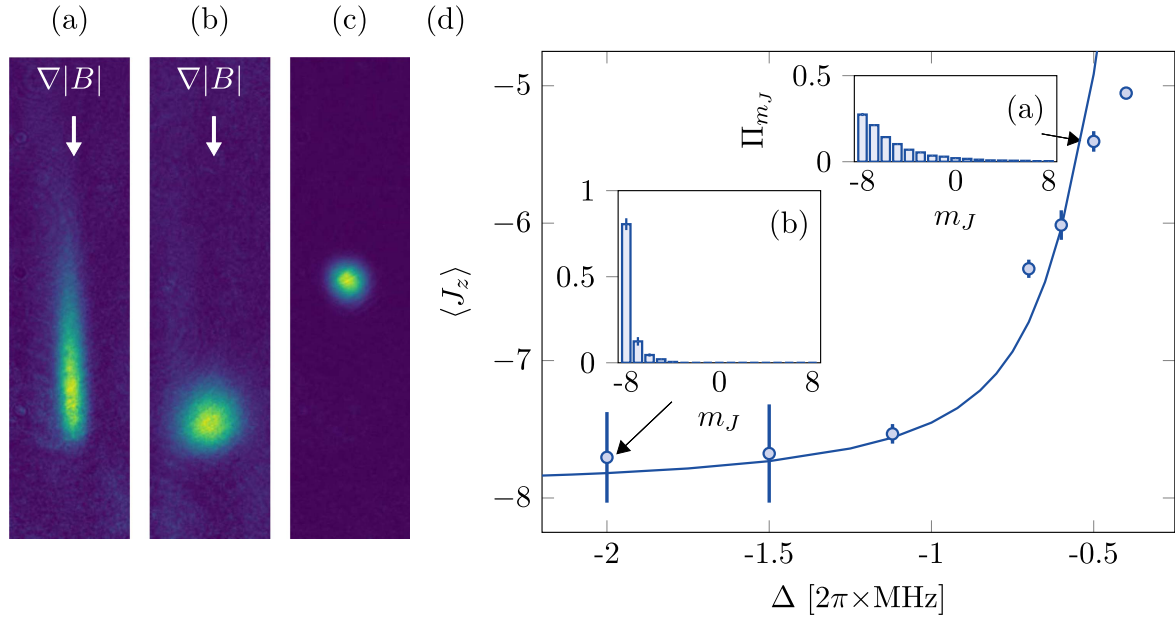 (a)
(b)
(c)
(d)
∇|B|
∇|B|
⟨J_z⟩
−5
−6
−7
−8
-2
-1.5
-1
-0.5
Δ [2π×MHz]
Π_{m_J}
0.5
0
-8
0
8
m_J
(a)
1
0.5
0
-8
0
8
m_J
(b)